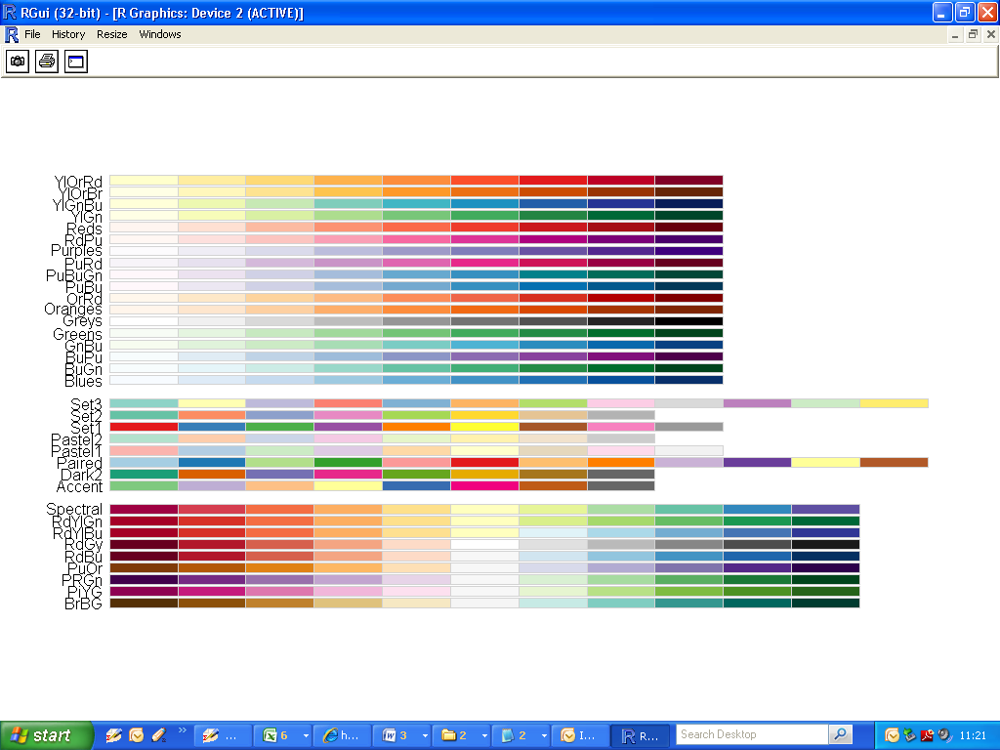 RGui (32-bit) - [R Graphics: Device 2 (ACTIVE)]
File History Resize Windows
YlOrRd
YlOrBr
YlGnBu
YlGn
Reds
RdPu
Purples
PuRd
PuBuGn
PuBu
OrRd
Oranges
Greys
Greens
GnBu
BuPu
BuGn
Blues
Set3
Set2
Set1
Pastel2
Pastel1
Paired
Dark2
Accent
Spectral
RdYlGn
RdYlBu
RdGy
RdBu
PuOr
PRGn
PiYG
BrBG
start ... 6 h... 3 2 2 I... R... Search Desktop 11:21